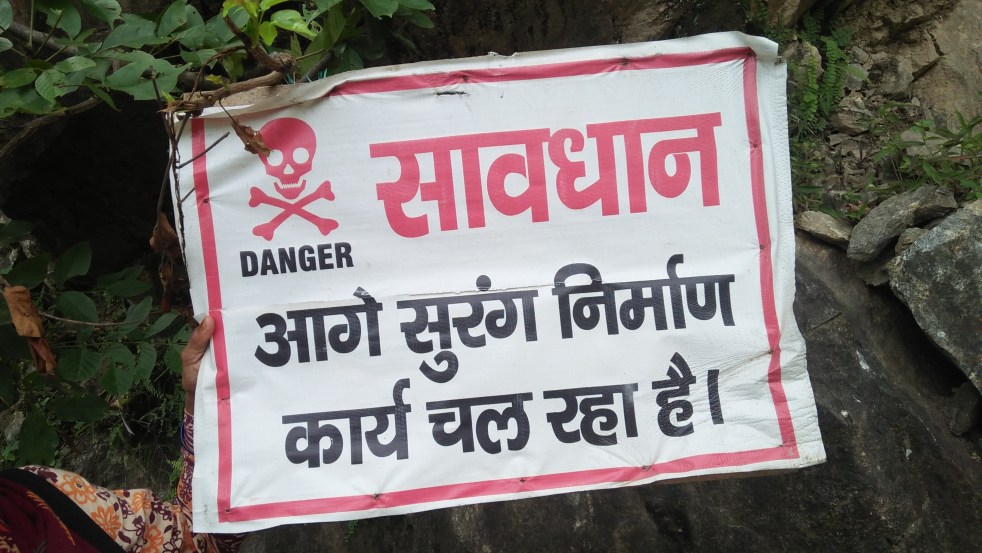 सावधान
DANGER
आगे सुरंग निर्माण
कार्य चल रहा है।